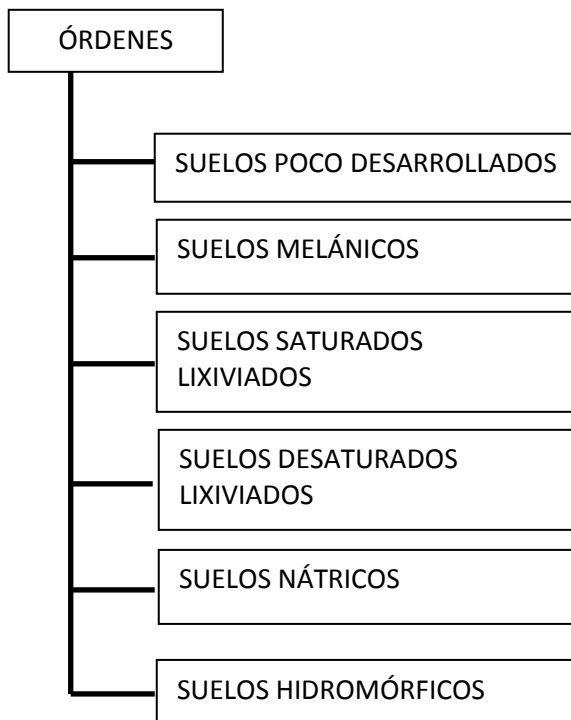 ÓRDENES
SUELOS POCO DESARROLLADOS
SUELOS MELÁNICOS
SUELOS SATURADOS
LIXIVIADOS
SUELOS DESATURADOS
LIXIVIADOS
SUELOS NÁTRICOS
SUELOS HIDROMÓRFICOS